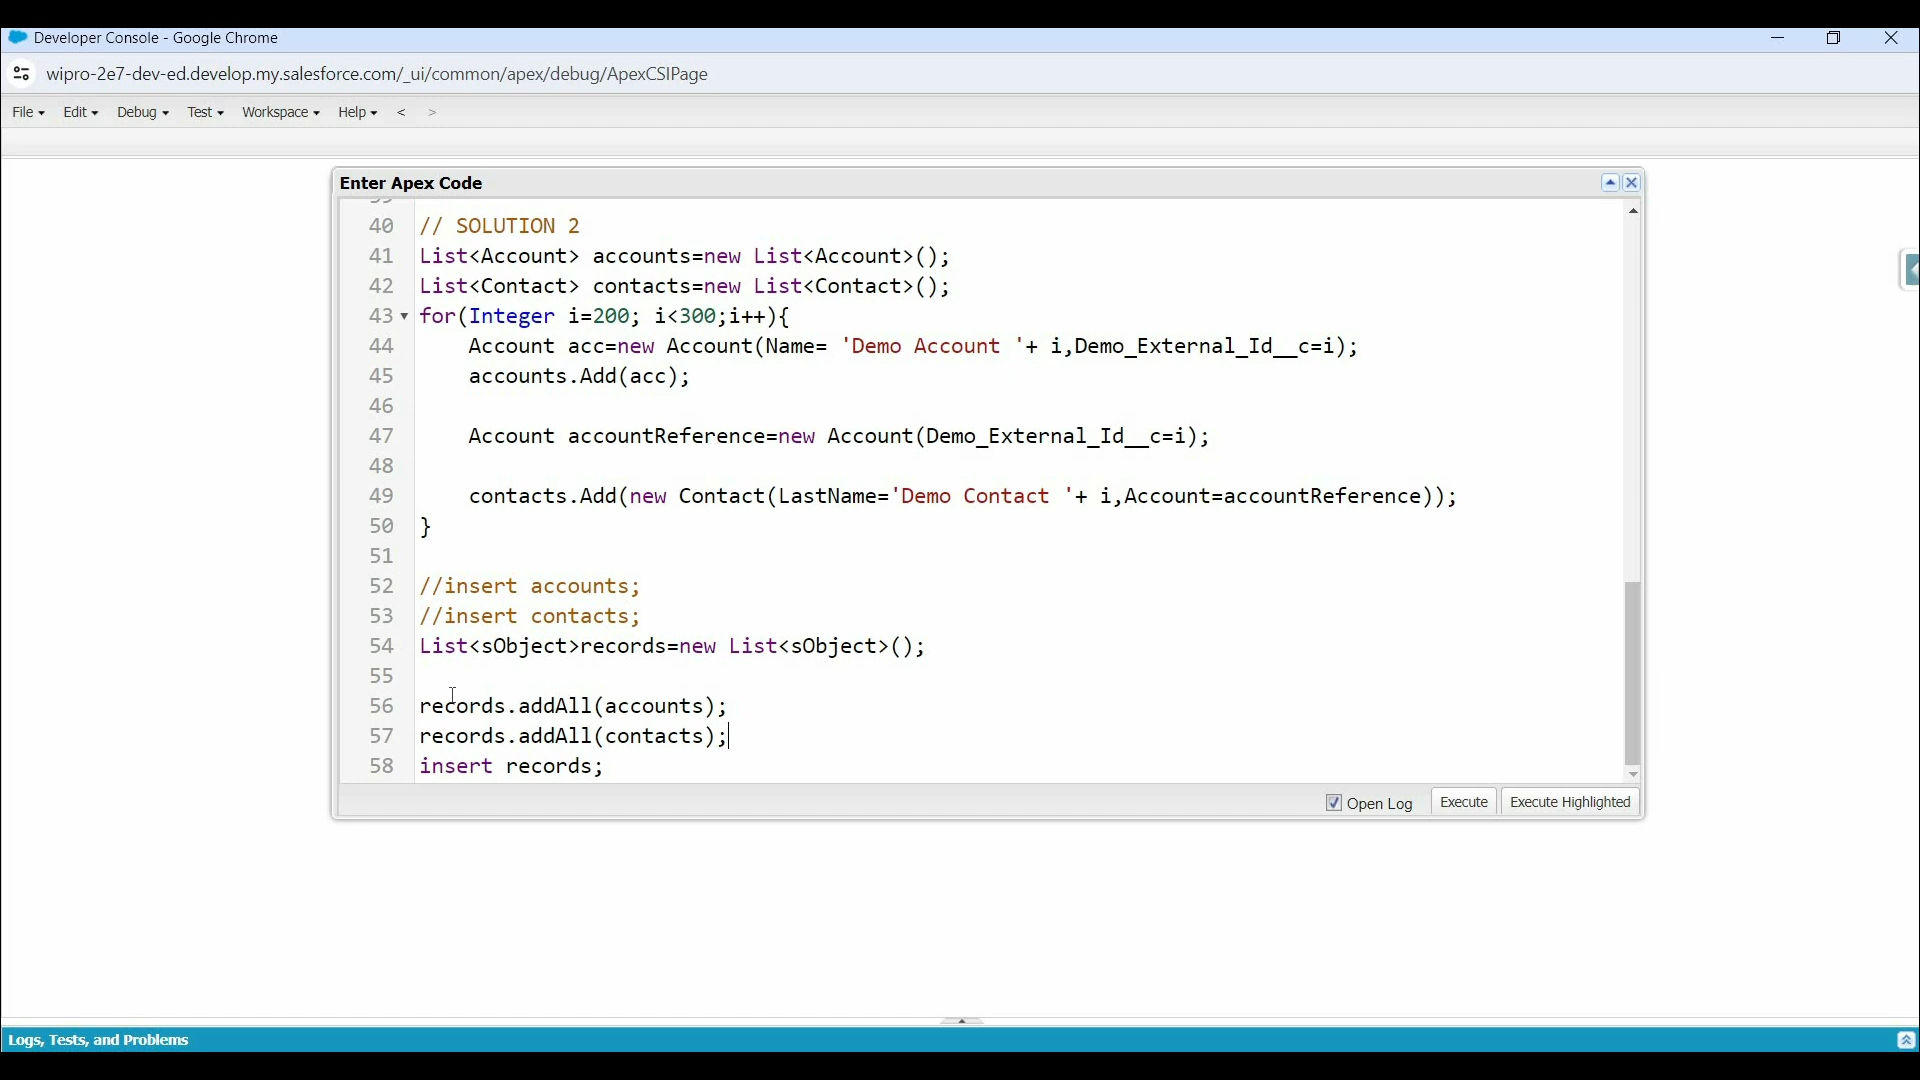 Developer Console - Google Chrome
wipro-2e7-dev-ed.develop.my.salesforce.com/_ui/common/apex/debug/ApexCSIPage
File Edit Debug Test Workspace Help < >
Enter Apex Code
40 // SOLUTION 2
41 List<Account> accounts=new List<Account>();
42 List<Contact> contacts=new List<Contact>();
43 for(Integer i=200; i<300;i++){
44 Account acc=new Account(Name= 'Demo Account '+ i,Demo_External_Id__c=i);
45 accounts.Add(acc);
46
47 Account accountReference=new Account(Demo_External_Id__c=i);
48
49 contacts.Add(new Contact(LastName='Demo Contact '+ i,Account=accountReference));
50 }
51
52 //insert accounts;
53 //insert contacts;
54 List<sObject>records=new List<sObject>();
55
56 records.addAll(accounts);
57 records.addAll(contacts);
58 insert records;
Open Log Execute Execute Highlighted
Logs, Tests, and Problems